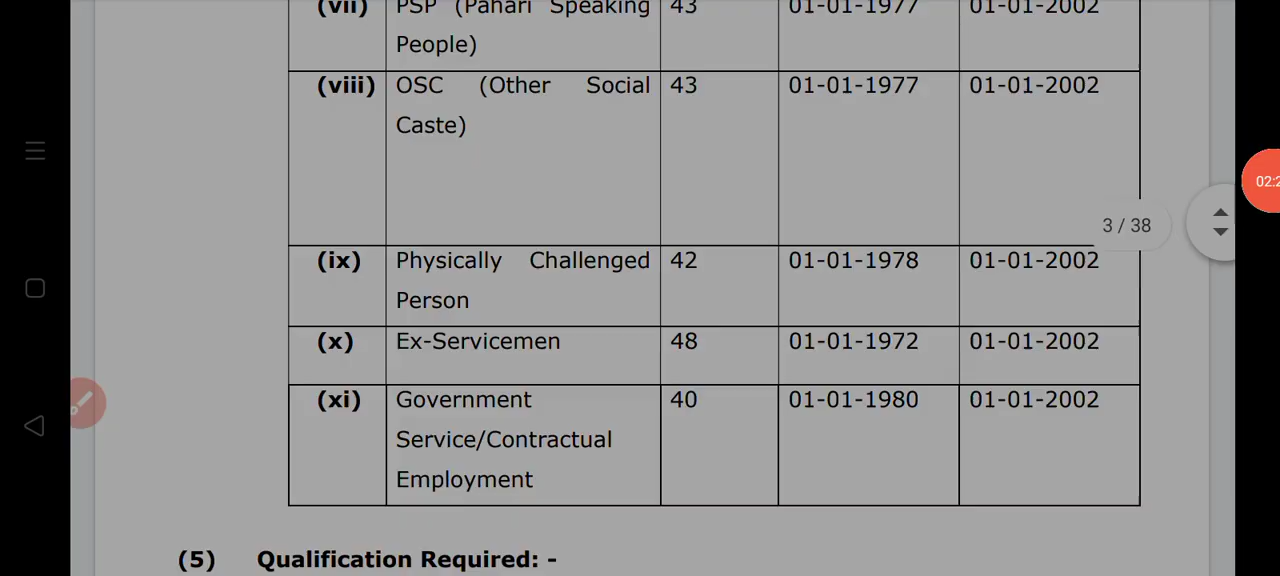 (vii) PSP (Pahari Speaking 43 01-01-1977 01-01-2002
People)
(viii) OSC (Other Social 43 01-01-1977 01-01-2002
Caste)
3 / 38
(ix) Physically Challenged 42 01-01-1978 01-01-2002
Person
(x) Ex-Servicemen 48 01-01-1972 01-01-2002
(xi) Government 40 01-01-1980 01-01-2002
Service/Contractual
Employment
(5) Qualification Required: -